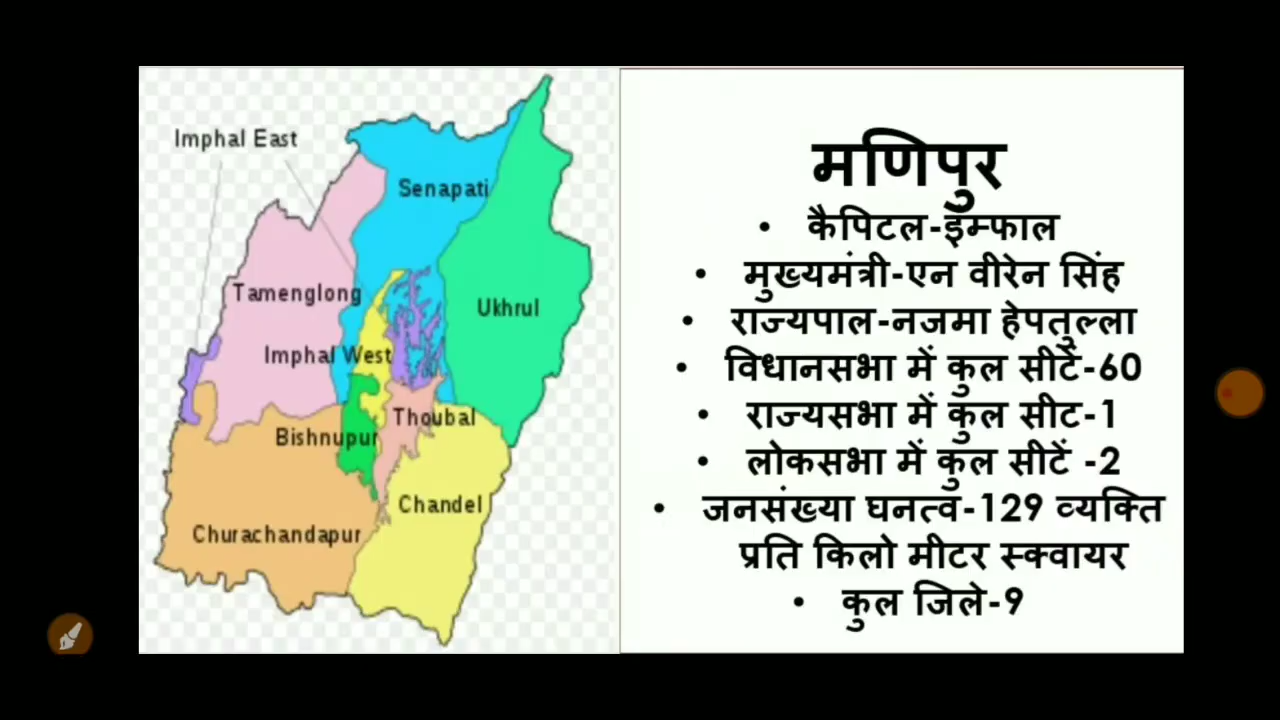 Imphal East
Senapati
Tamenglong
Ukhrul
Imphal West
Thoubal
Bishnupur
Chandel
Churachandapur
मणिपुर
• कैपिटल-इम्फाल
• मुख्यमंत्री-एन वीरेन सिंह
• राज्यपाल-नजमा हेपतुल्ला
• विधानसभा में कुल सीटें-60
• राज्यसभा में कुल सीट-1
• लोकसभा में कुल सीटें -2
• जनसंख्या घनत्व-129 व्यक्ति
प्रति किलो मीटर स्क्वायर
• कुल जिले-9